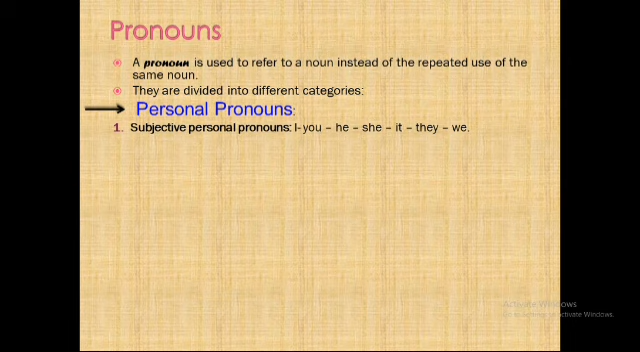 Pronouns
A pronoun is used to refer to a noun instead of the repeated use of the
same noun.
They are divided into different categories:
Personal Pronouns:
1. Subjective personal pronouns: I- you – he – she – it – they – we.
Activate Windows
Go to Settings to activate Windows.